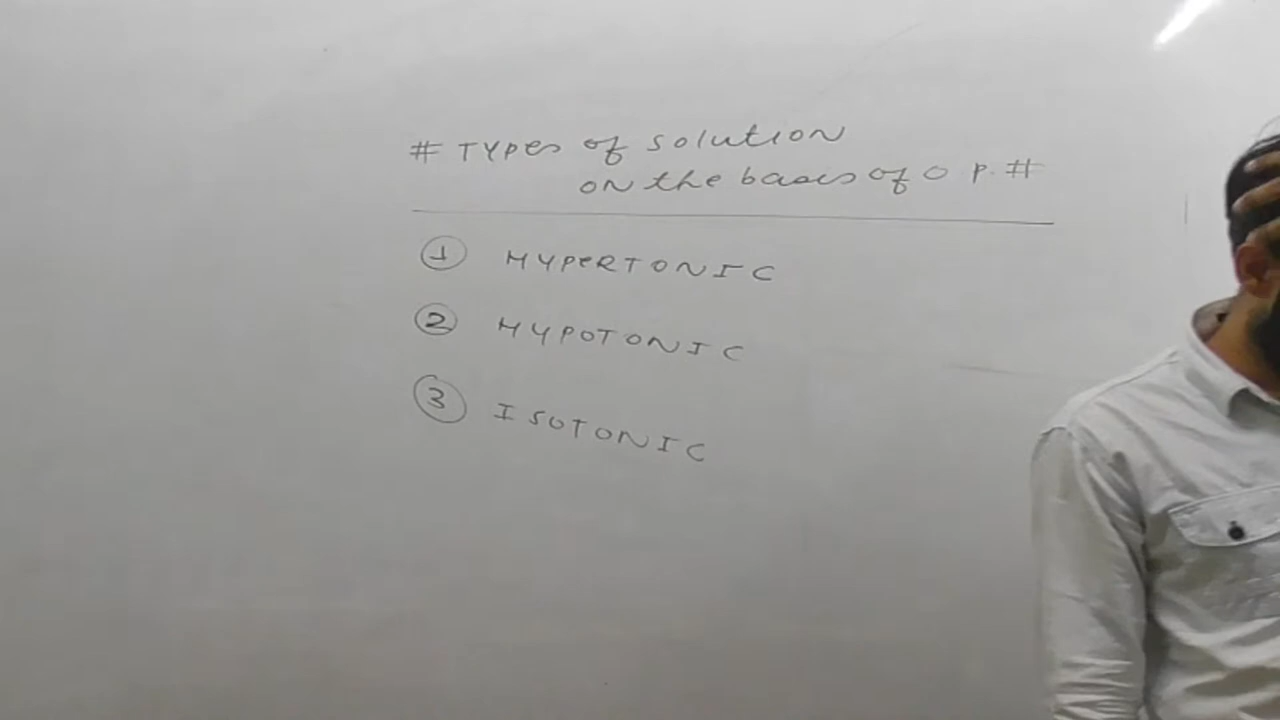 # TYPES of solution
ON the basis of O P. #
① HYPERTONIC
② HYPOTONIC
③ ISOTONIC